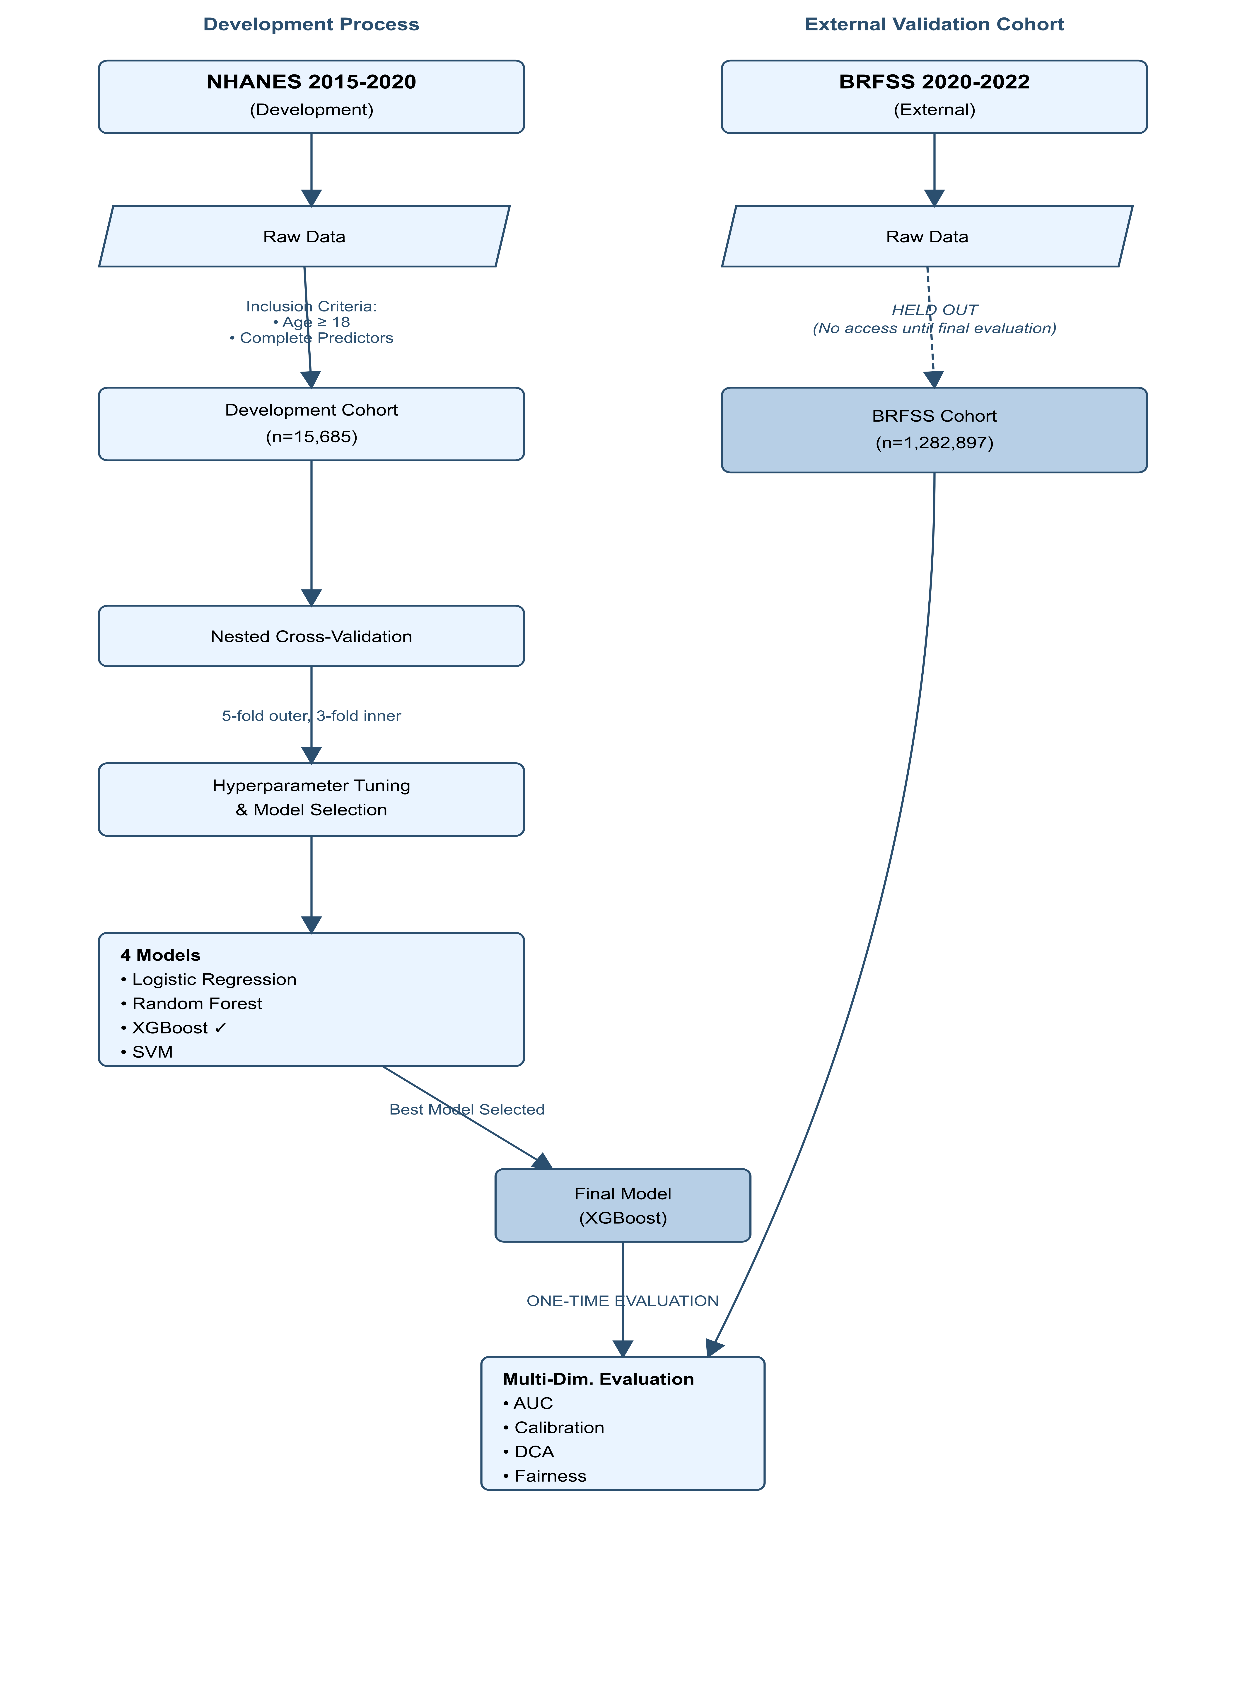 Development Process
NHANES 2015-2020
(Development)
Raw Data
Inclusion Criteria:
• Age ≥ 18
• Complete Predictors
Development Cohort
(n=15,685)
Nested Cross-Validation
5-fold outer, 3-fold inner
Hyperparameter Tuning
& Model Selection
4 Models
• Logistic Regression
• Random Forest
• XGBoost ✓
• SVM
Best Model Selected
External Validation Cohort
BRFSS 2020-2022
(External)
Raw Data
HELD OUT
(No access until final evaluation)
BRFSS Cohort
(n=1,282,897)
Final Model
(XGBoost)
ONE-TIME EVALUATION
Multi-Dim. Evaluation
• AUC
• Calibration
• DCA
• Fairness